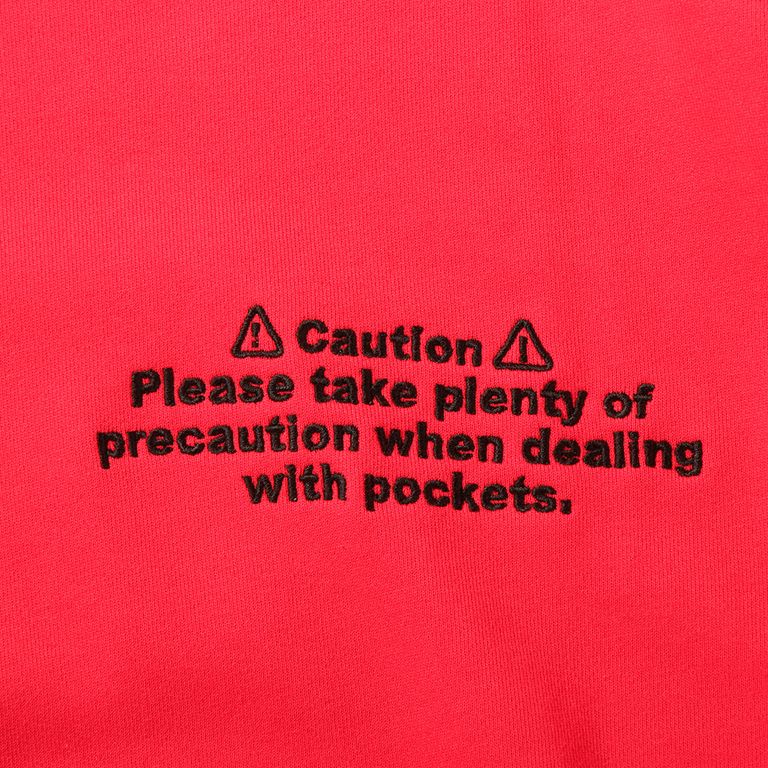 ⚠ Caution ⚠
Please take plenty of
precaution when dealing
with pockets.